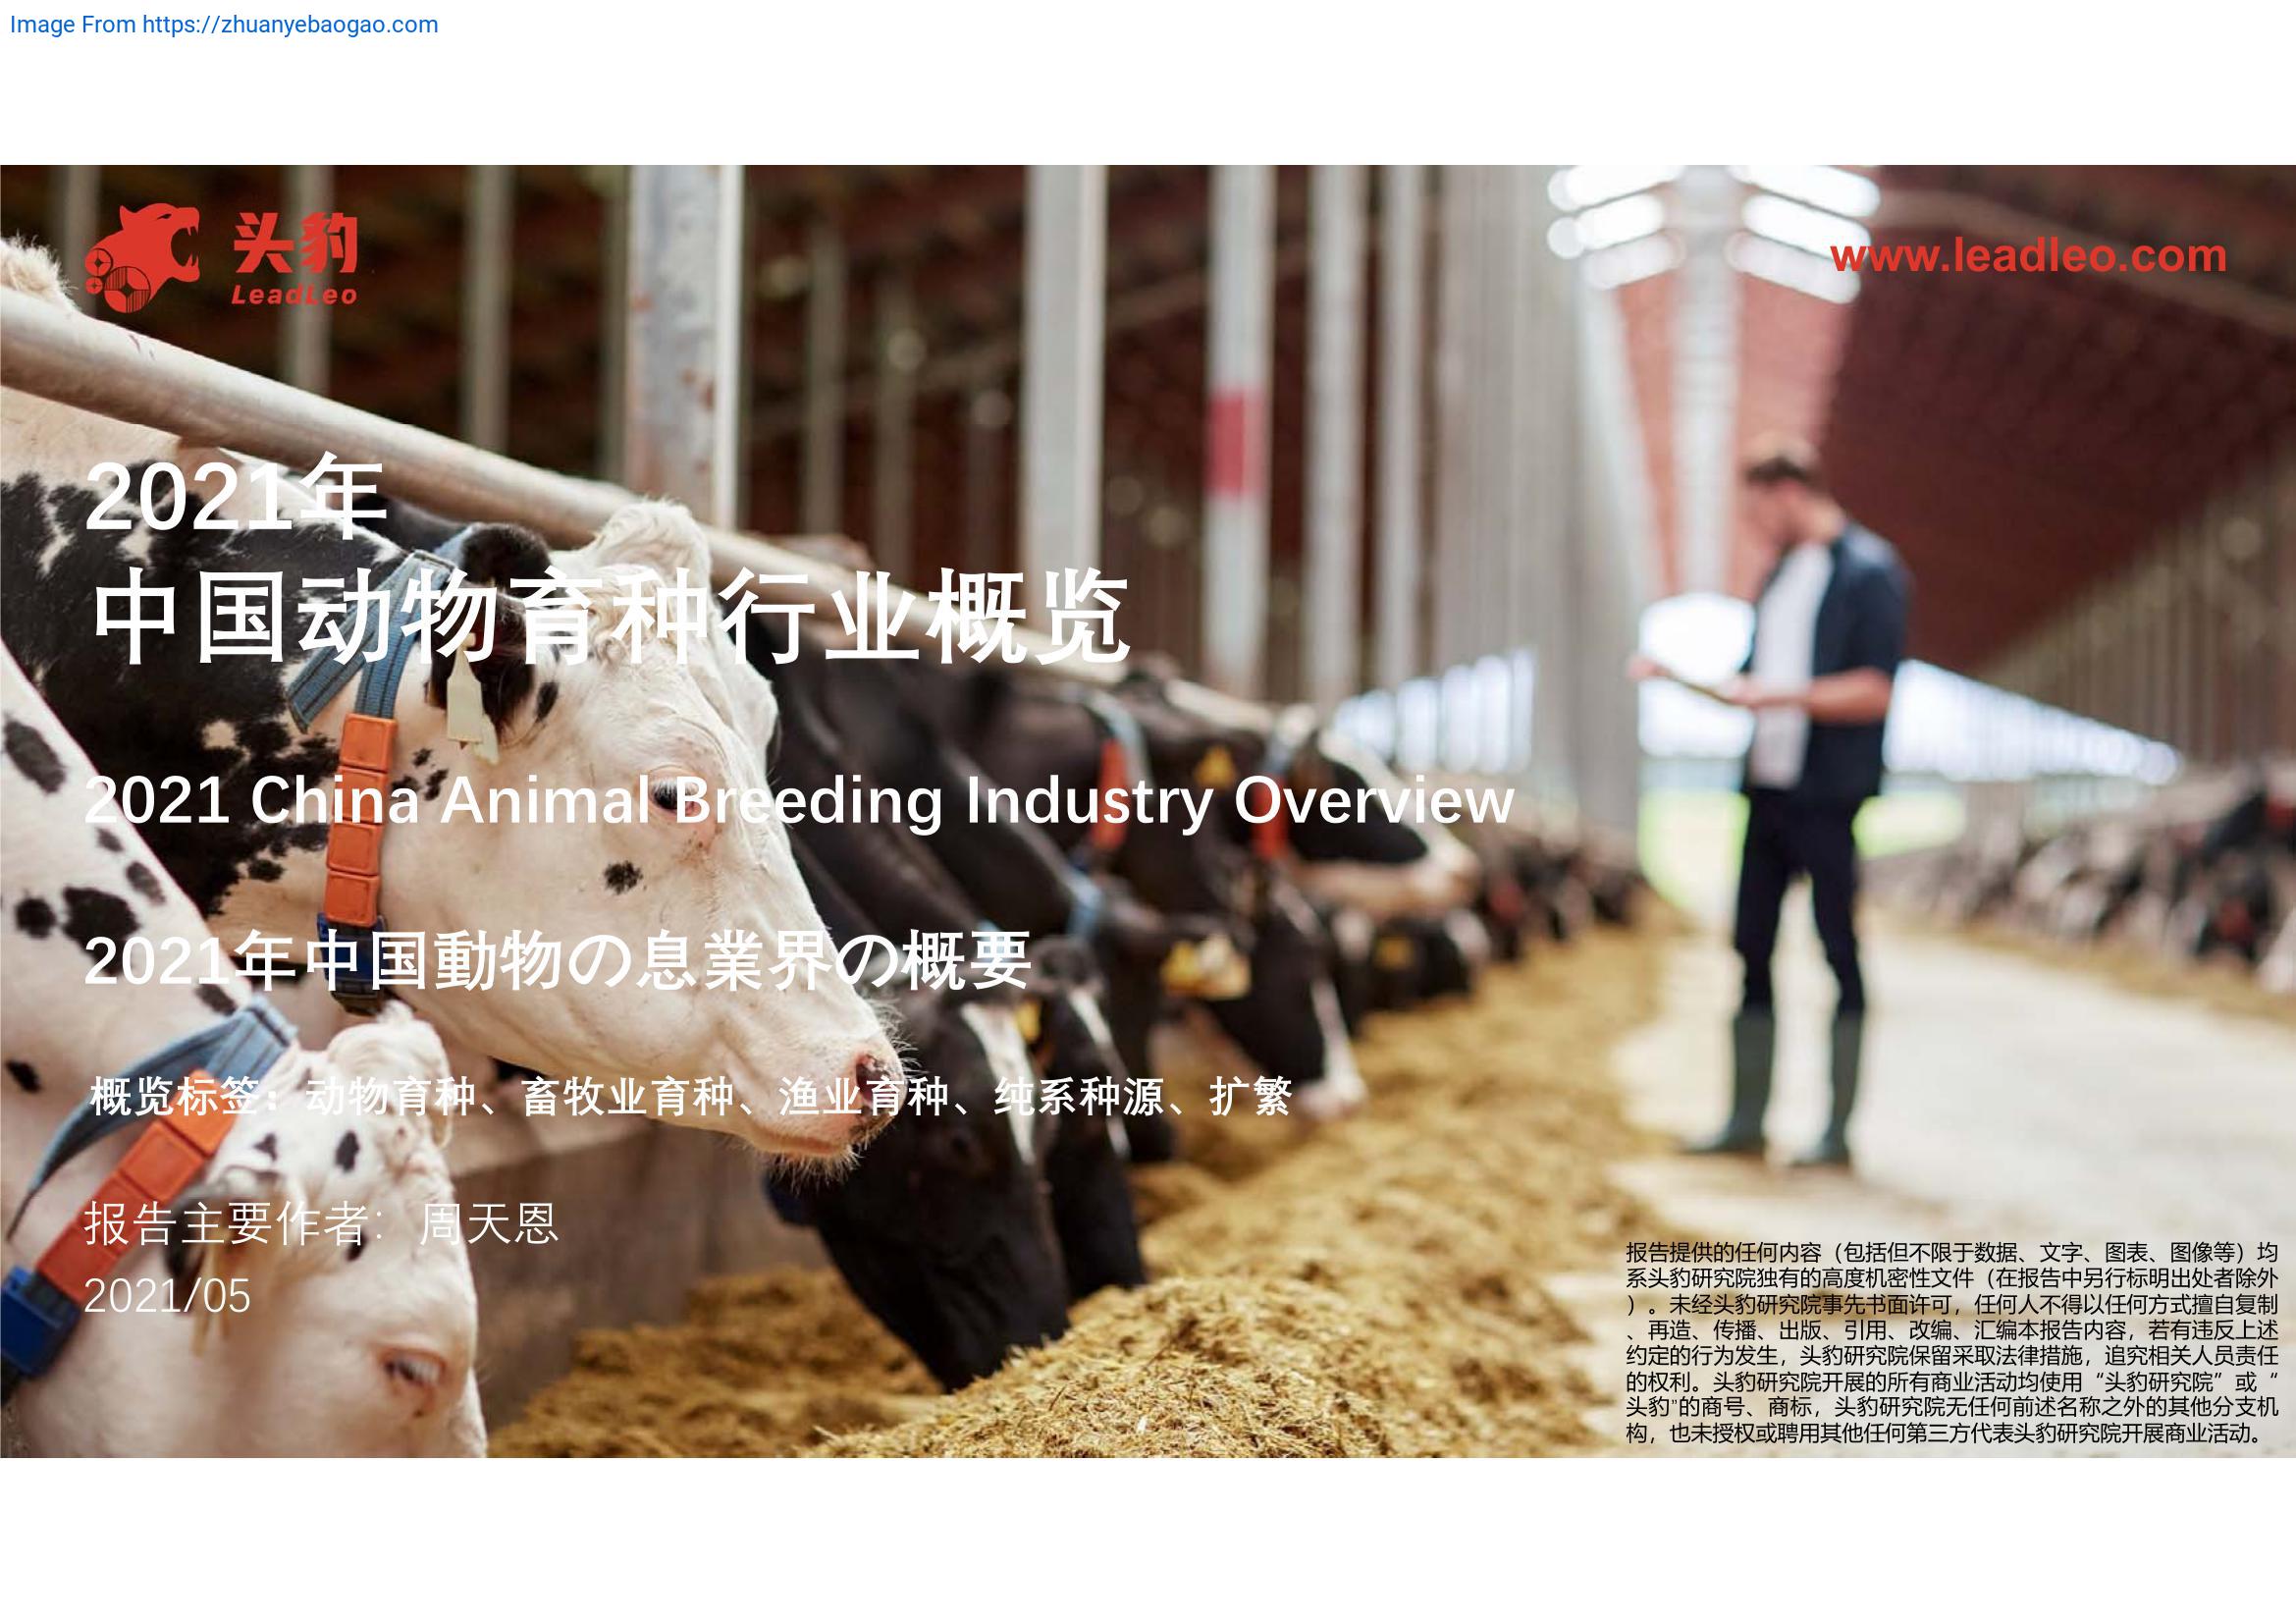 Image From https://zhuanyebaogao.com
头豹
LeadLeo
www.leadleo.com
2021年
中国动物育种行业概览
2021 China Animal Breeding Industry Overview
2021年中国動物の息業界の概要
概览标签：动物育种、畜牧业育种、渔业育种、纯系种源、扩繁
报告主要作者：周天恩
2021/05
报告提供的任何内容（包括但不限于数据、文字、图表、图像等）均
系头豹研究院独有的高度机密性文件（在报告中另行标明出处者除外
）。未经头豹研究院事先书面许可，任何人不得以任何方式擅自复制
、再造、传播、出版、引用、改编、汇编本报告内容，若有违反上述
约定的行为发生，头豹研究院保留采取法律措施，追究相关人员责任
的权利。头豹研究院开展的所有商业活动均使用“头豹研究院”或“
头豹”的商号、商标，头豹研究院无任何前述名称之外的其他分支机
构，也未授权或聘用其他任何第三方代表头豹研究院开展商业活动。